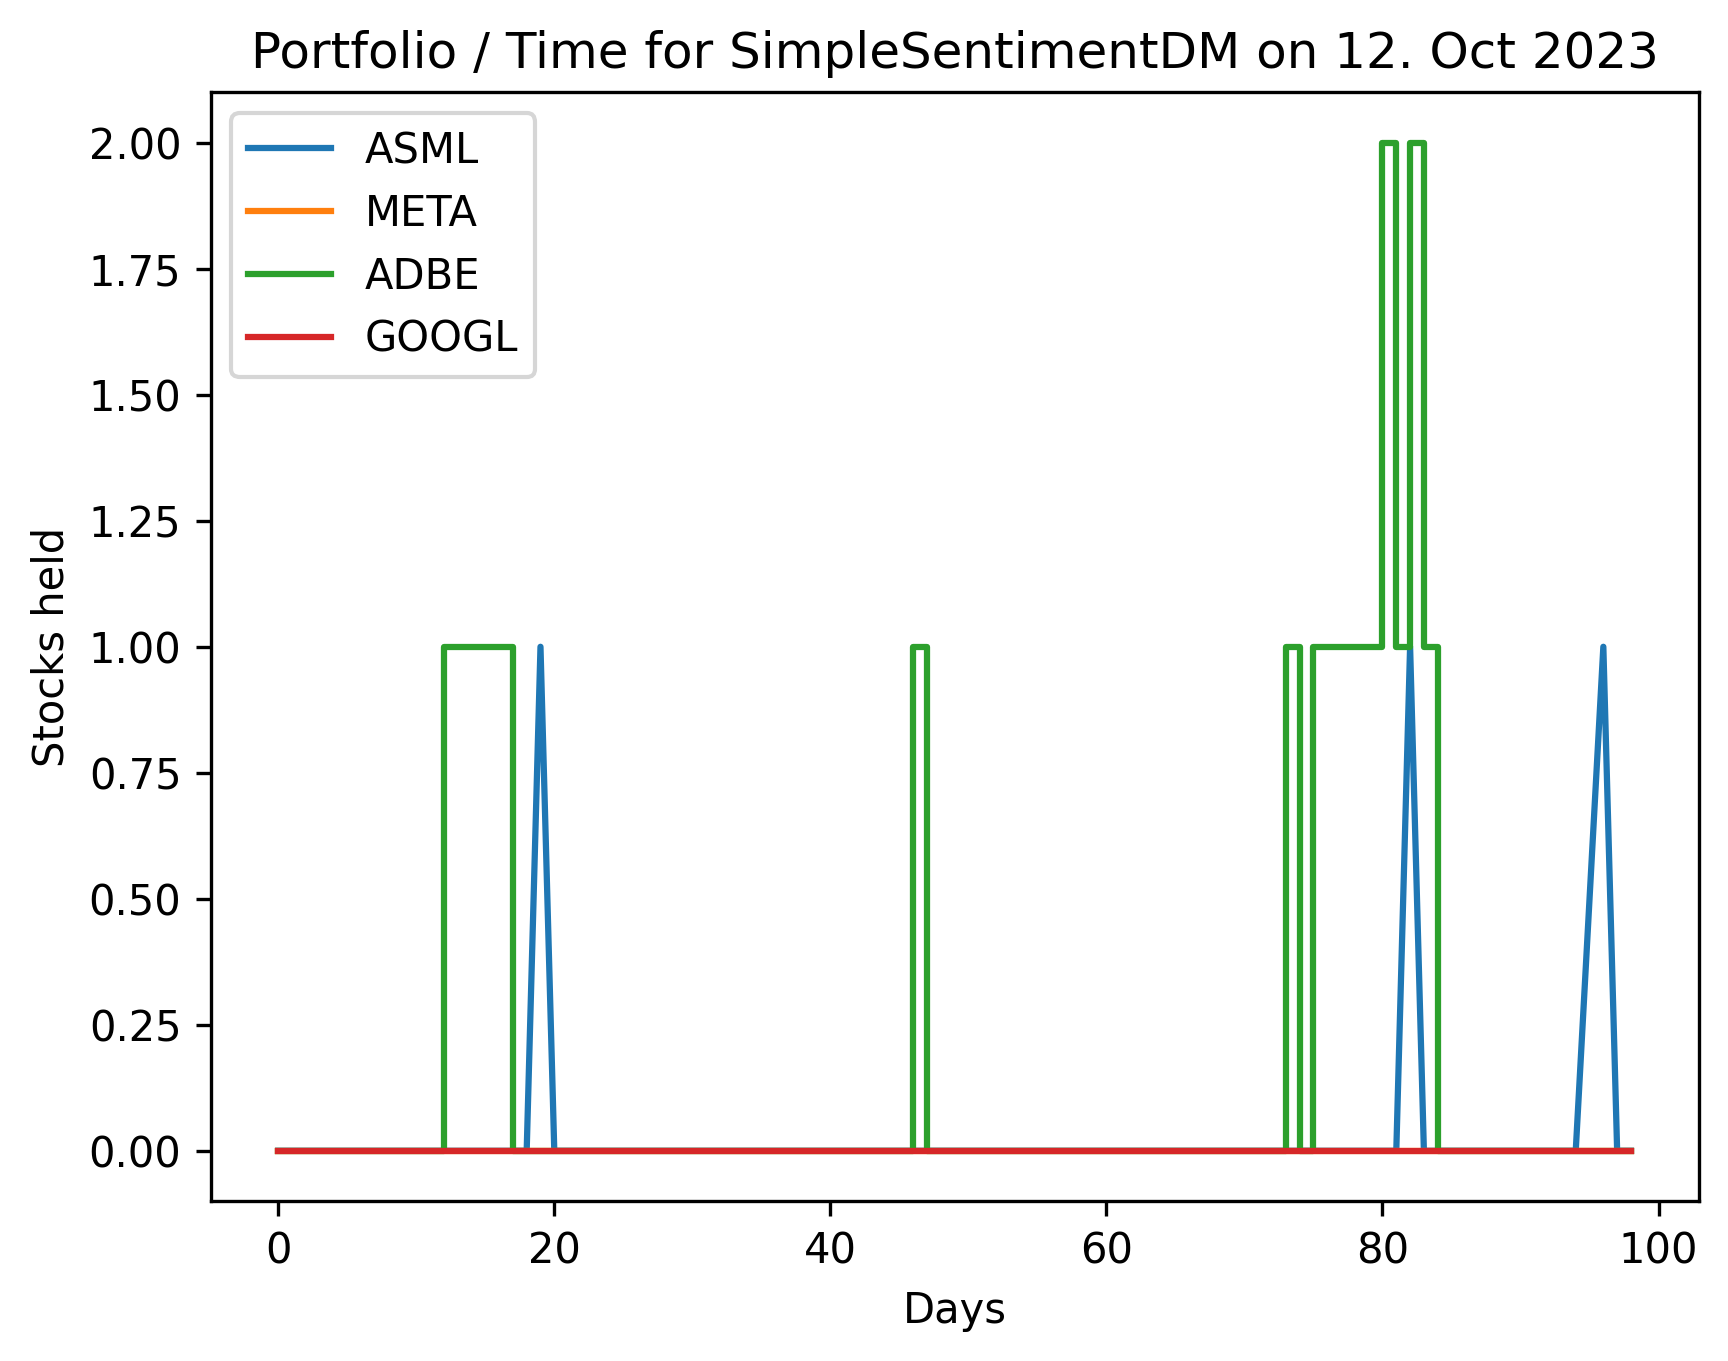 Portfolio / Time for SimpleSentimentDM on 12. Oct 2023
ASML
META
ADBE
GOOGL
2.00
1.75
1.50
1.25
1.00
0.75
0.50
0.25
0.00
Stocks held
0 20 40 60 80 100
Days